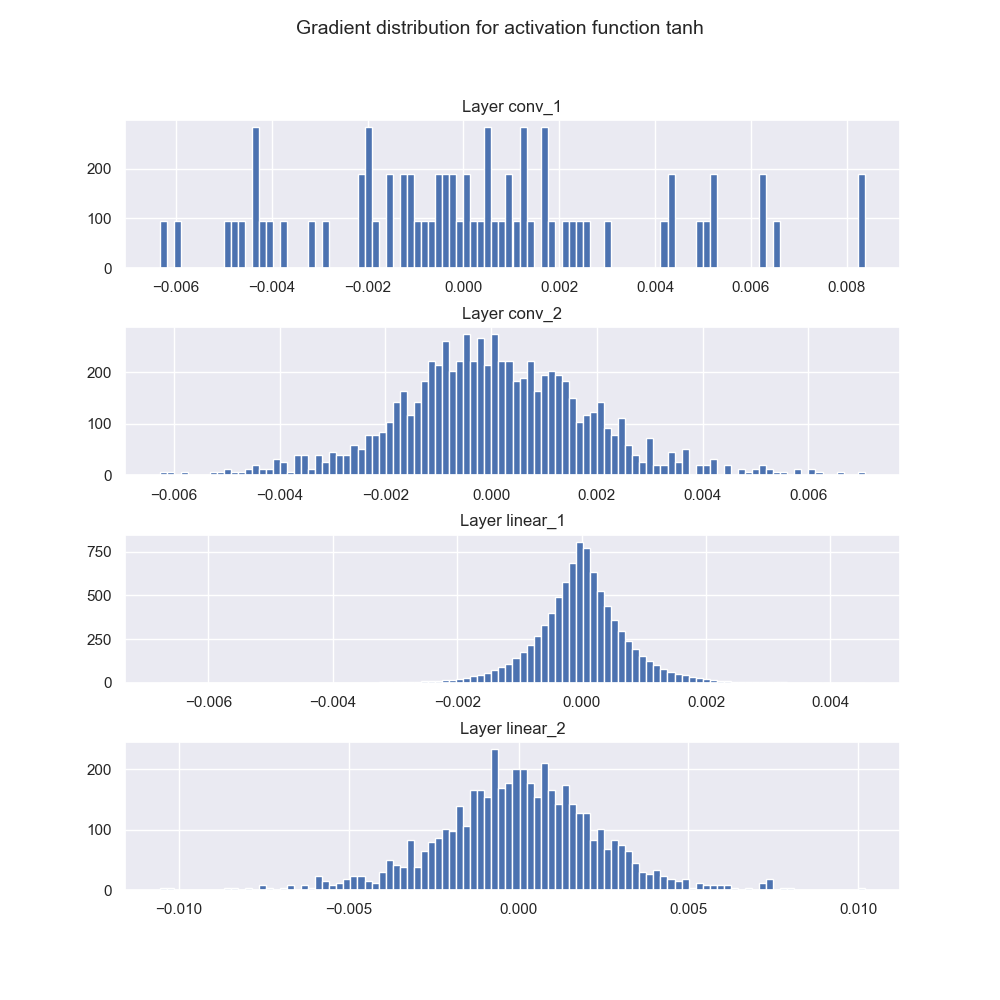 Gradient distribution for activation function tanh
Layer conv_1
200
100
0
−0.006 −0.004 −0.002 0.000 0.002 0.004 0.006 0.008
Layer conv_2
200
100
0
−0.006 −0.004 −0.002 0.000 0.002 0.004 0.006
Layer linear_1
750
500
250
0
−0.006 −0.004 −0.002 0.000 0.002 0.004
Layer linear_2
200
100
0
−0.010 −0.005 0.000 0.005 0.010